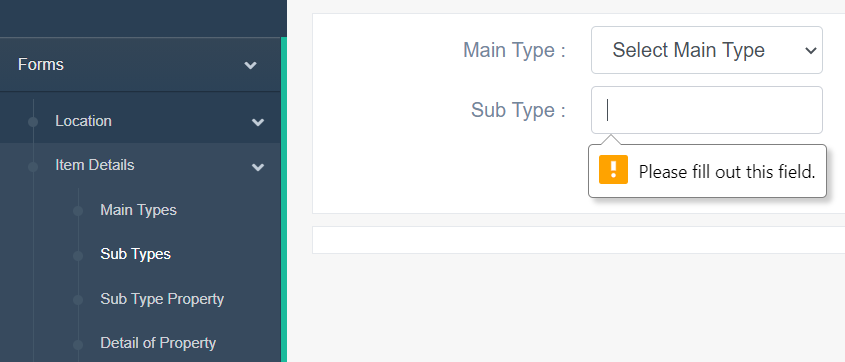 Forms
Location
Item Details
Main Types
Sub Types
Sub Type Property
Detail of Property
Main Type : Select Main Type
Sub Type :
Please fill out this field.